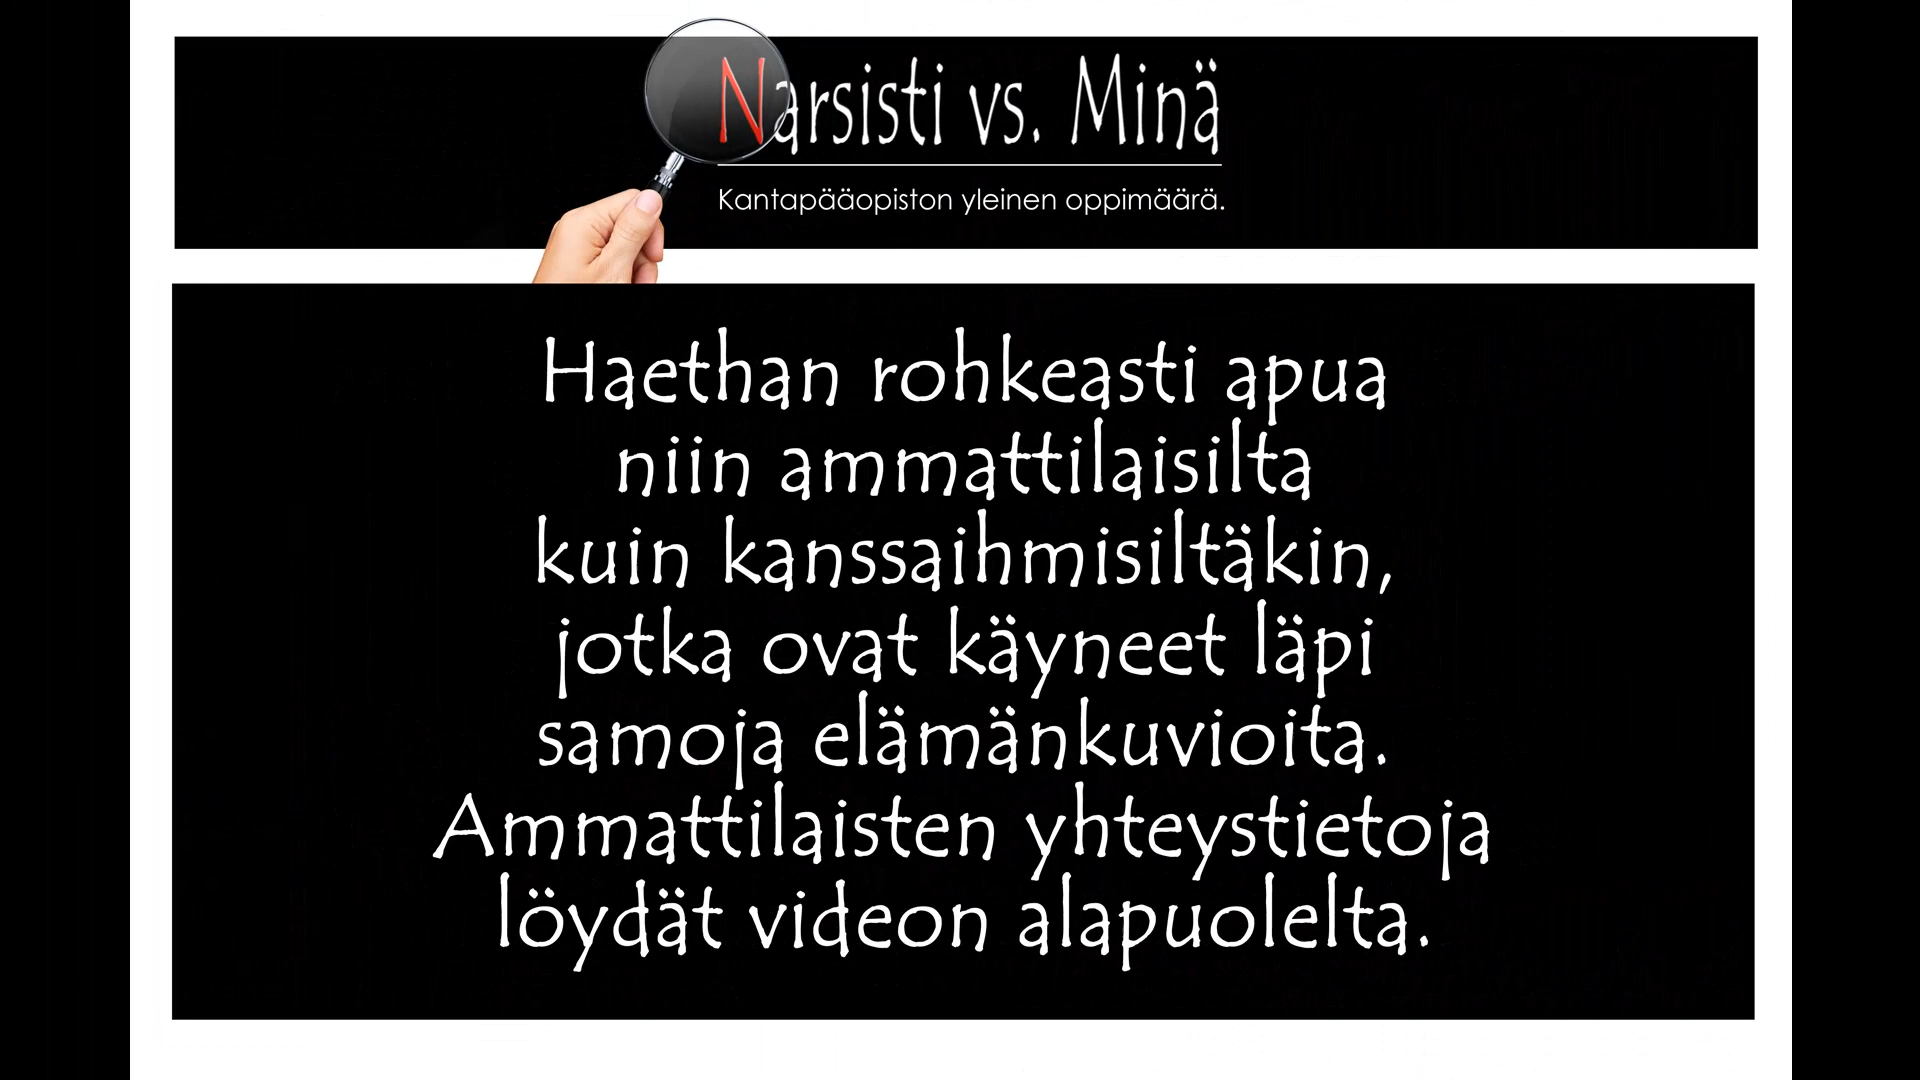 Narsisti vs. Minä
Kantapääopiston yleinen oppimäärä.
Haethan rohkeasti apua
niin ammattilaisilta
kuin kanssaihmisiltäkin,
jotka ovat käyneet läpi
samoja elämänkuvioita.
Ammattilaisten yhteystietoja
löydät videon alapuolelta.